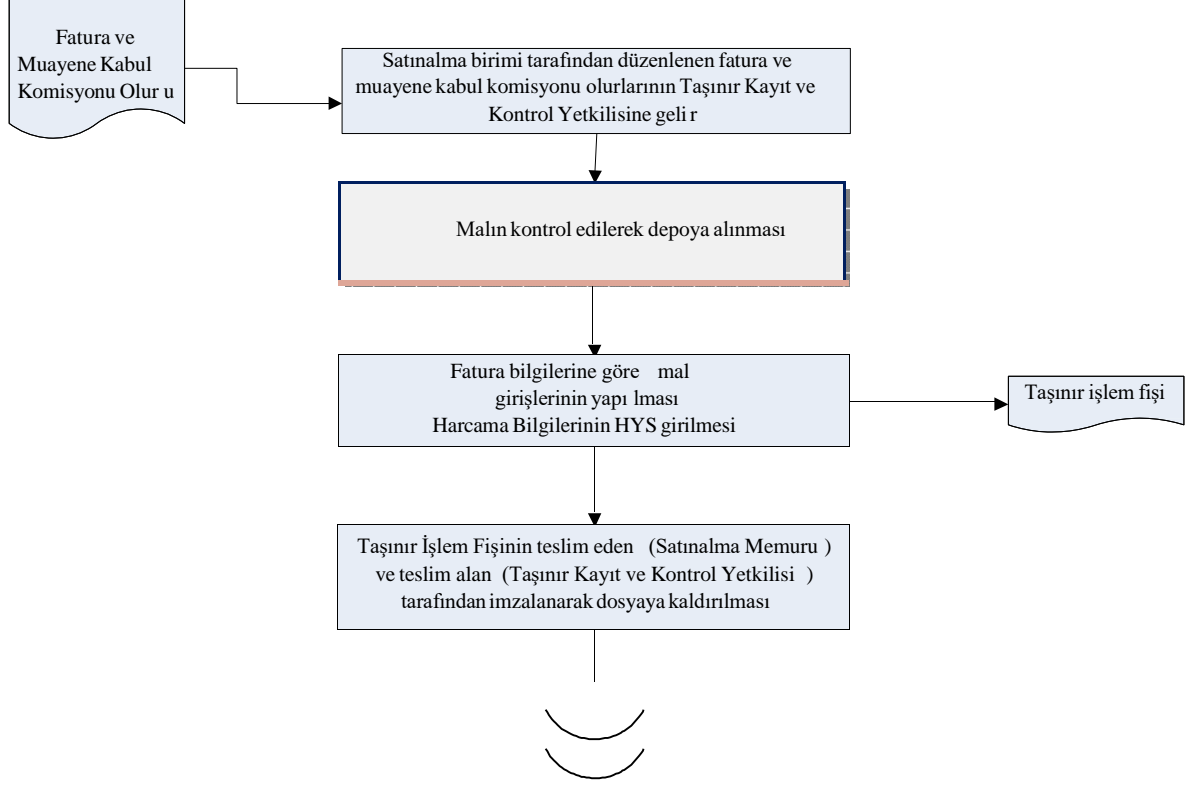 Fatura ve
Muayene Kabul
Komisyonu Olur u
Satınalma birimi tarafından düzenlenen fatura ve
muayene kabul komisyonu olurlarının Taşınır Kayıt ve
Kontrol Yetkilisine geli r
Malın kontrol edilerek depoya alınması
Fatura bilgilerine göre mal
girişlerinin yapı lması
Harcama Bilgilerinin HYS girilmesi
Taşınır işlem fişi
Taşınır İşlem Fişinin teslim eden (Satınalma Memuru )
ve teslim alan (Taşınır Kayıt ve Kontrol Yetkilisi )
tarafından imzalanarak dosyaya kaldırılması